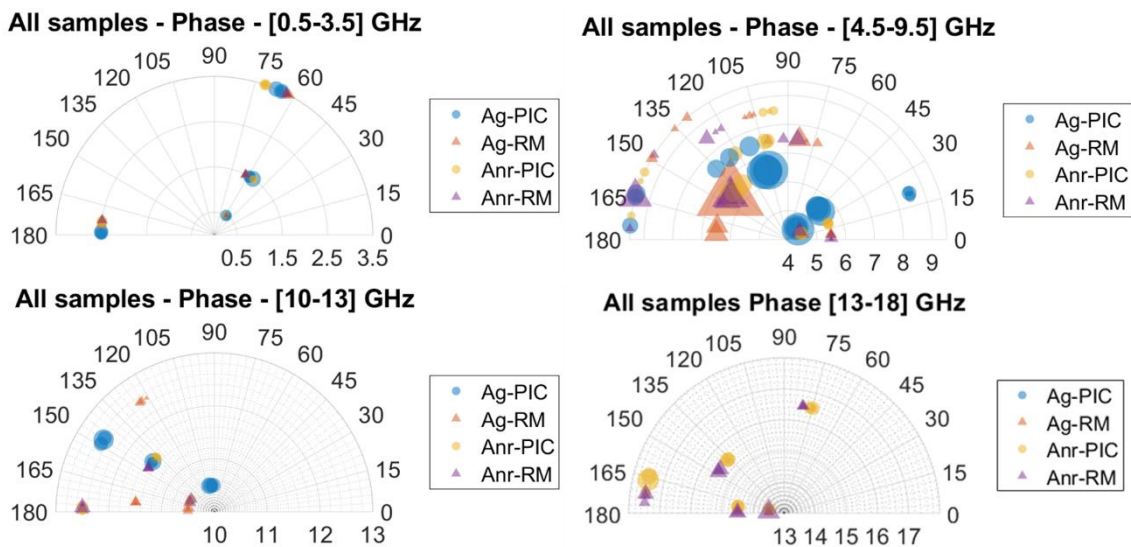 All samples - Phase - [0.5-3.5] GHz
90
105
75
120
60
135
45
150
30
165
15
180
0
0.5 1.5 2.5 3.5
Ag-PIC
Ag-RM
Anr-PIC
Anr-RM
All samples - Phase - [4.5-9.5] GHz
90
105
75
120
60
135
45
150
30
165
15
180
0
4 5 6 7 8 9
Ag-PIC
Ag-RM
Anr-PIC
Anr-RM
All samples - Phase - [10-13] GHz
90
105
75
120
60
135
45
150
30
165
15
180
0
10 11 12 13
Ag-PIC
Ag-RM
Anr-PIC
Anr-RM
All samples Phase [13-18] GHz
90
105
75
120
60
135
45
150
30
165
15
180
0
13 14 15 16 17
Ag-PIC
Ag-RM
Anr-PIC
Anr-RM